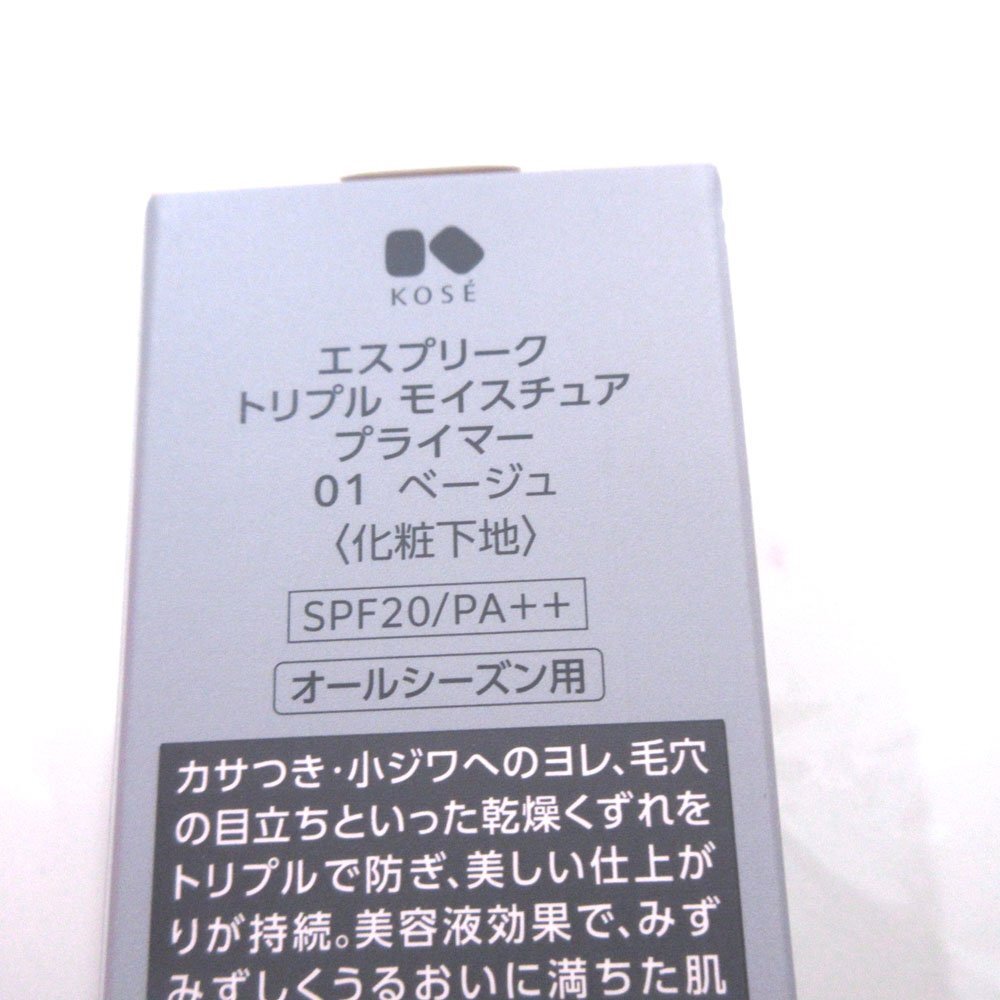 KOSÉ
エスプリーク
トリプル モイスチュア
プライマー
01 ベージュ
〈化粧下地〉
SPF20/PA++
オールシーズン用
カサつき・小ジワへのヨレ、毛穴
の目立ちといった乾燥くずれを
トリプルで防ぎ、美しい仕上が
りが持続。美容液効果で、みず
みずしくうるおいに満ちた肌